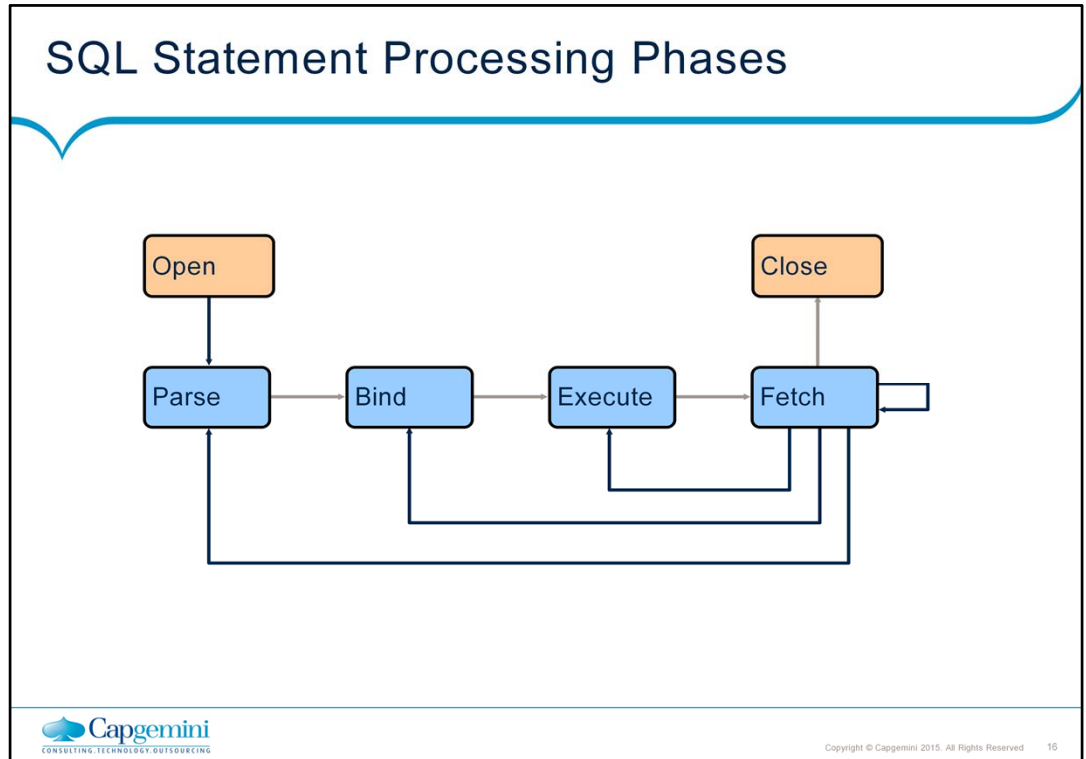 SQL Statement Processing Phases
Open
Close
Parse
Bind
Execute
Fetch
Capgemini
CONSULTING.TECHNOLOGY.OUTSOURCING
Copyright © Capgemini 2015. All Rights Reserved
16